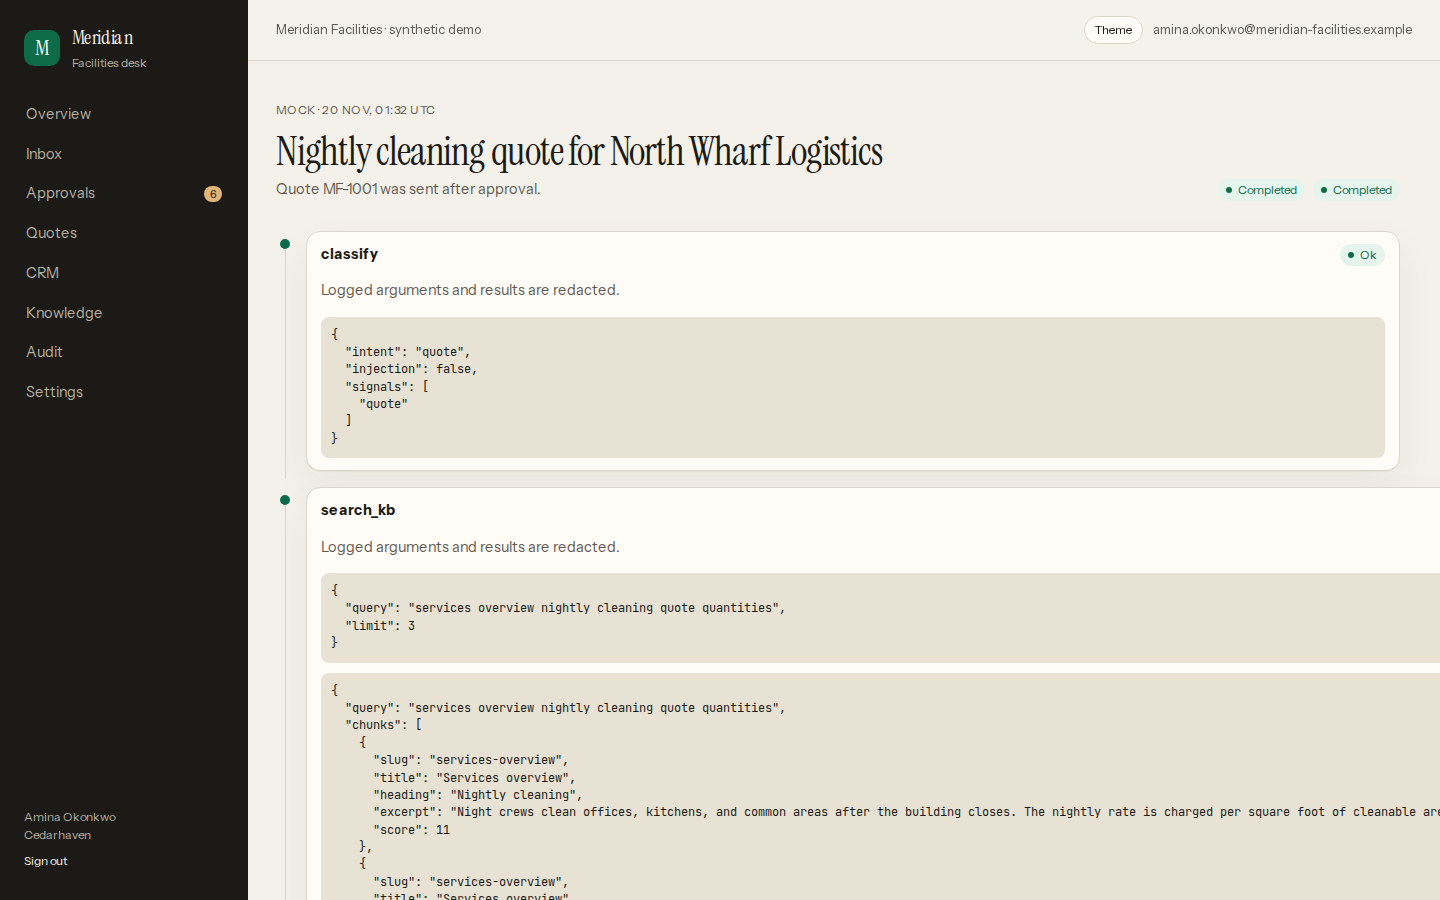 M
Meridian
Facilities desk
Overview
Inbox
Approvals 6
Quotes
CRM
Knowledge
Audit
Settings
Amina Okonkwo
Cedarhaven
Sign out
Meridian Facilities · synthetic demo
Theme
amina.okonkwo@meridian-facilities.example
MOCK · 20 NOV, 01:32 UTC
Nightly cleaning quote for North Wharf Logistics
Quote MF-1001 was sent after approval.
Completed
Completed
classify
Ok
Logged arguments and results are redacted.
{
  "intent": "quote",
  "injection": false,
  "signals": [
    "quote"
  ]
}
search_kb
Logged arguments and results are redacted.
{
  "query": "services overview nightly cleaning quote quantities",
  "limit": 3
}
{
  "query": "services overview nightly cleaning quote quantities",
  "chunks": [
    {
      "slug": "services-overview",
      "title": "Services overview",
      "heading": "Nightly cleaning",
      "excerpt": "Night crews clean offices, kitchens, and common areas after the building closes. The nightly rate is charged per square foot of cleanable
      "score": 11
    },
    {
      "slug": "services-overview",
      "title": "Services overview"